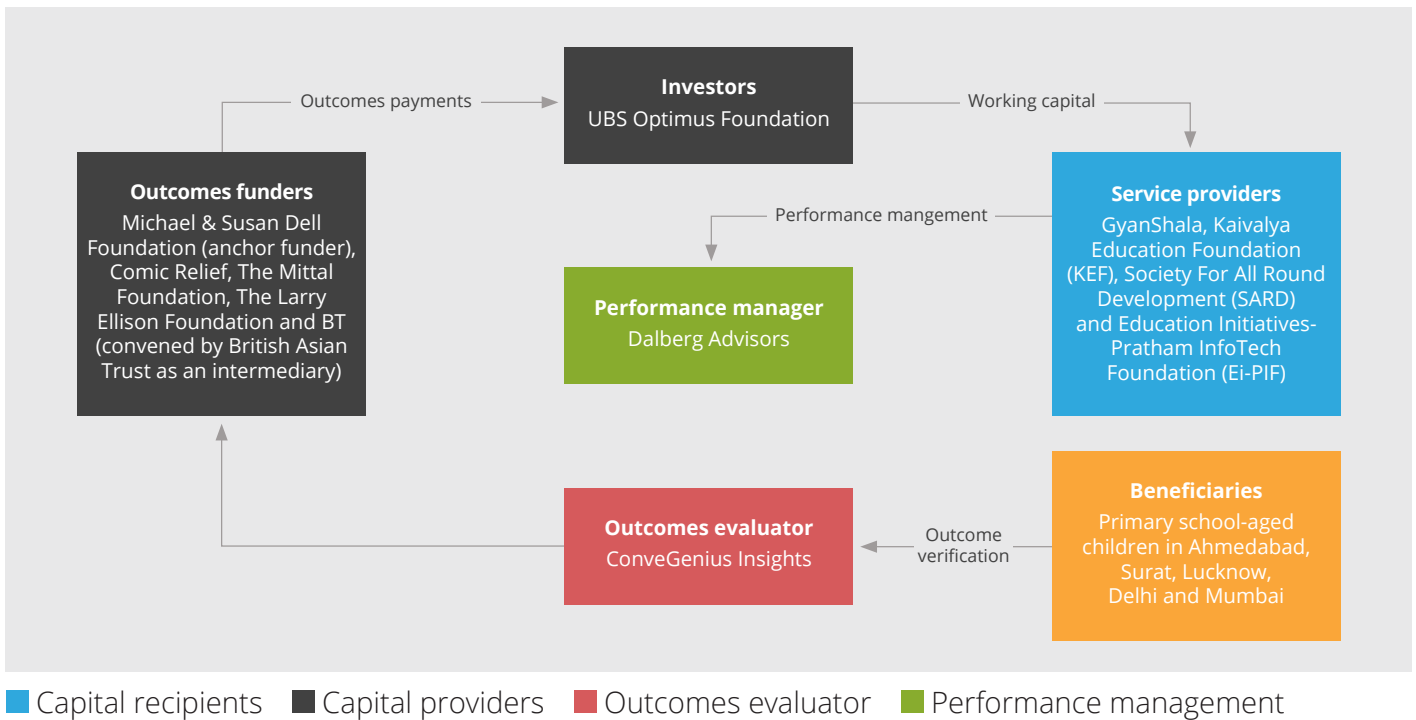 Investors
UBS Optimus Foundation
Outcomes payments
Working capital
Outcomes funders
Michael & Susan Dell
Foundation (anchor funder),
Comic Relief, The Mittal
Foundation, The Larry
Ellison Foundation and BT
(convened by British Asian
Trust as an intermediary)
Service providers
GyanShala, Kaivalya
Education Foundation
(KEF), Society For All Round
Development (SARD)
and Education Initiatives-
Pratham InfoTech
Foundation (Ei-PIF)
Performance mangement
Performance manager
Dalberg Advisors
Outcomes evaluator
ConveGenius Insights
Outcome
verification
Beneficiaries
Primary school-aged
children in Ahmedabad,
Surat, Lucknow,
Delhi and Mumbai
Capital recipients Capital providers Outcomes evaluator Performance management